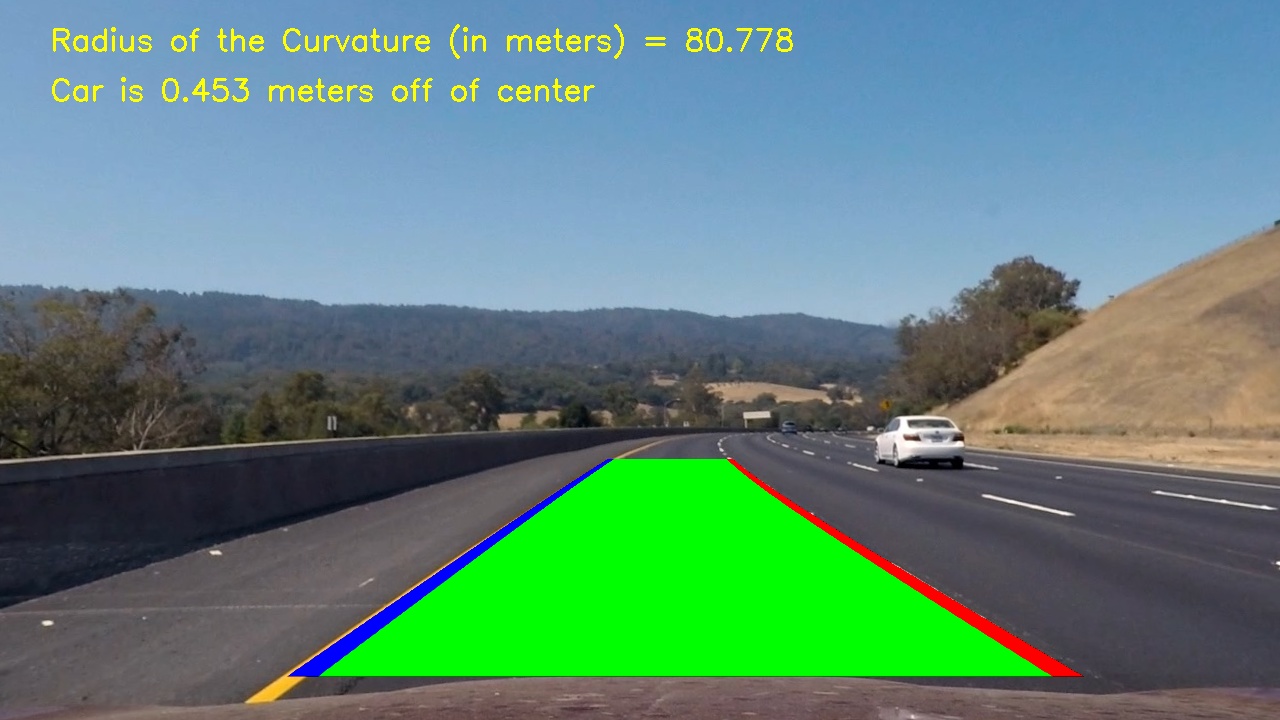 Radius of the Curvature (in meters) = 80.778
Car is 0.453 meters off of center